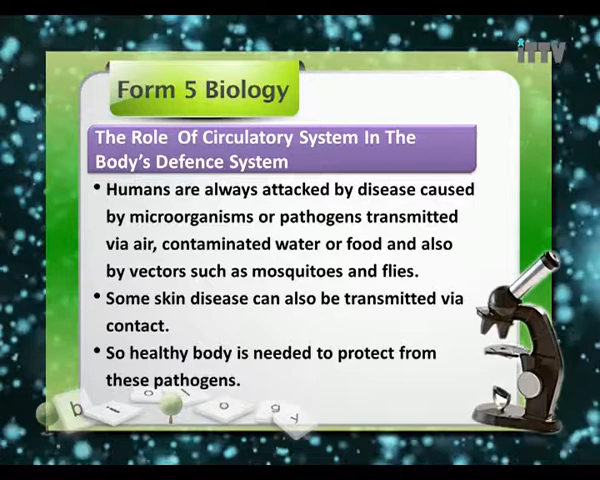 iTTV
Form 5 Biology
The Role Of Circulatory System In The
Body's Defence System
• Humans are always attacked by disease caused
by microorganisms or pathogens transmitted
via air, contaminated water or food and also
by vectors such as mosquitoes and flies.
• Some skin disease can also be transmitted via
contact.
• So healthy body is needed to protect from
these pathogens.
b i o l o g y